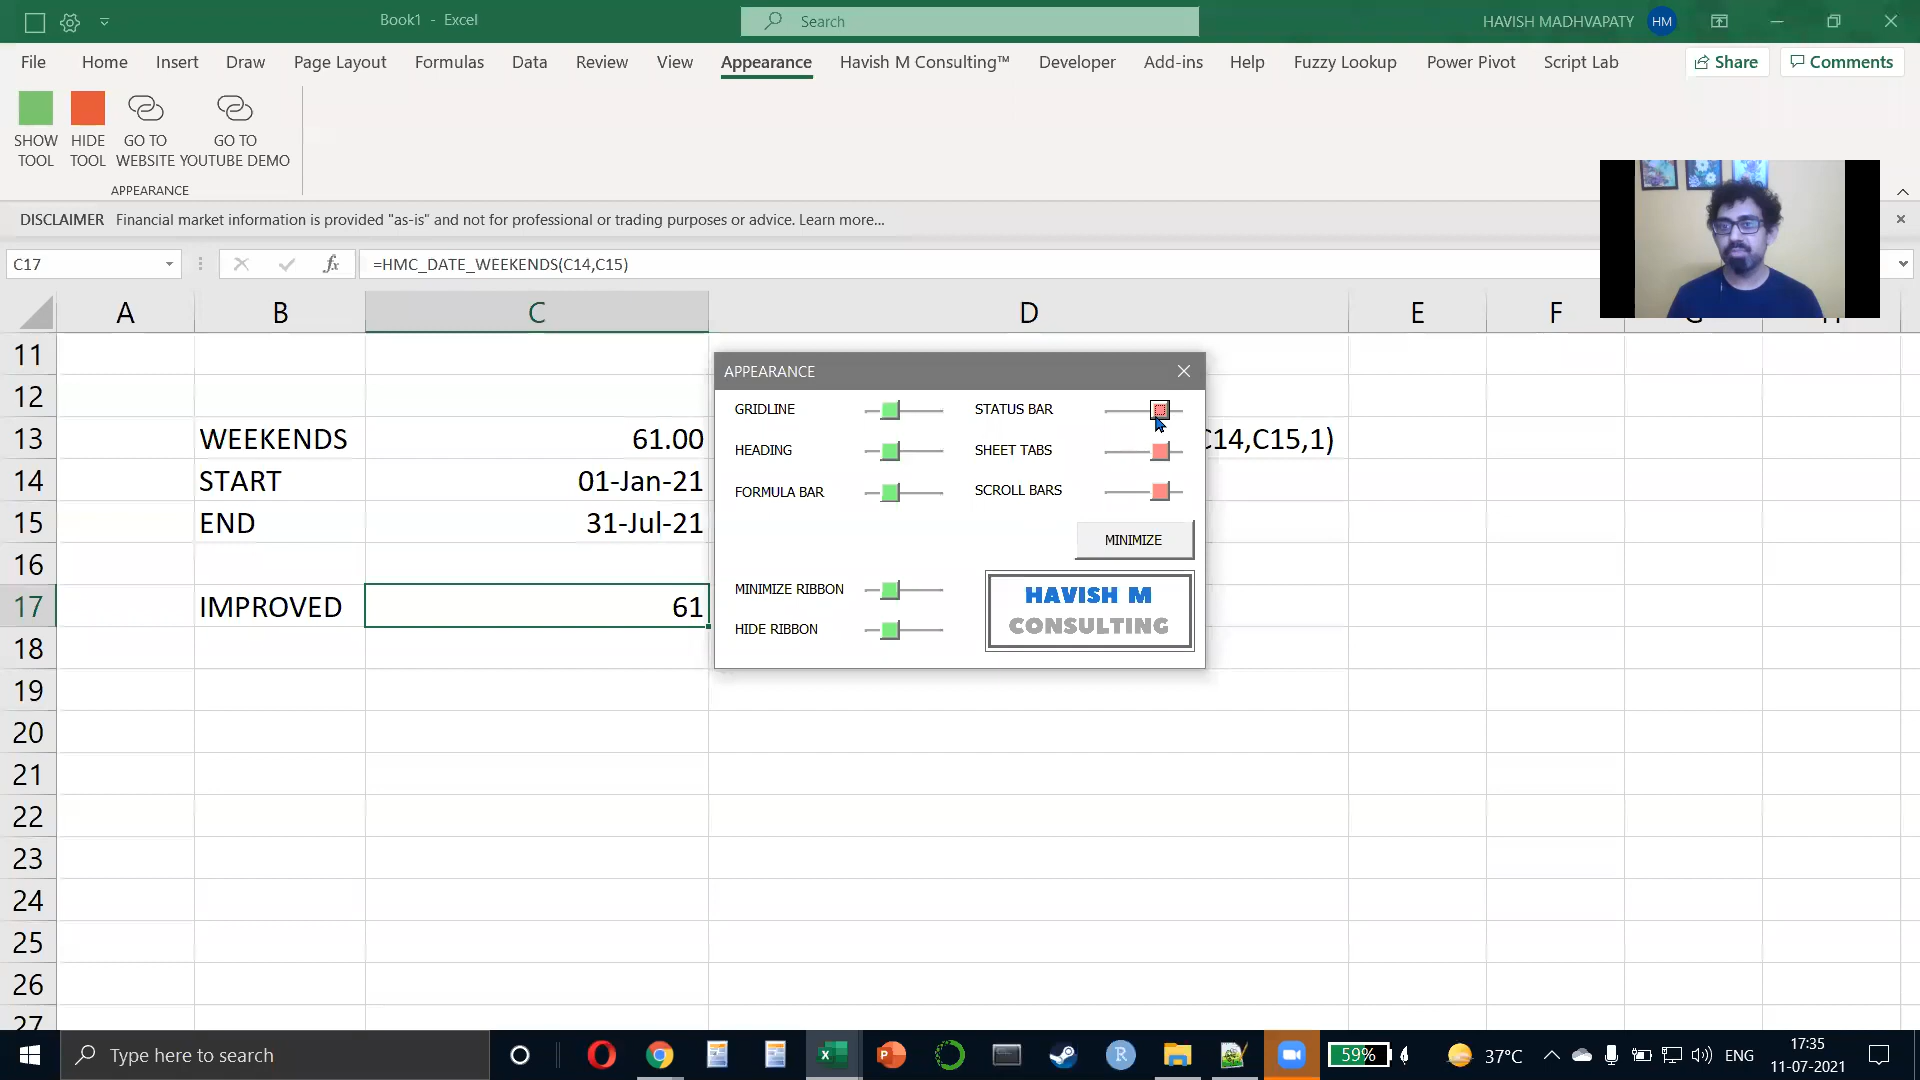 Book1 - Excel
Search
HAVISH MADHVAPATY HM
File Home Insert Draw Page Layout Formulas Data Review View Appearance Havish M Consulting™ Developer Add-ins Help Fuzzy Lookup Power Pivot Script Lab Share Comments
SHOW TOOL
HIDE TOOL
GO TO WEBSITE
GO TO YOUTUBE DEMO
APPEARANCE
DISCLAIMER Financial market information is provided "as-is" and not for professional or trading purposes or advice. Learn more...
C17 fx =HMC_DATE_WEEKENDS(C14,C15)
A B C D E F
11
12
13 WEEKENDS 61.00 C14,C15,1)
14 START 01-Jan-21
15 END 31-Jul-21
16
17 IMPROVED 61
18
19
20
21
22
23
24
25
26
27
APPEARANCE
GRIDLINE STATUS BAR
HEADING SHEET TABS
FORMULA BAR SCROLL BARS
MINIMIZE
MINIMIZE RIBBON
HIDE RIBBON
HAVISH M
CONSULTING
Type here to search
59% 37°C ENG 17:35
11-07-2021